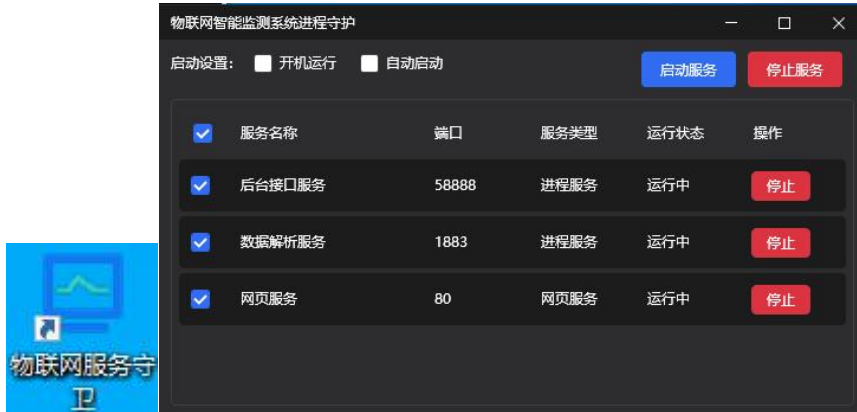 物联网智能监测系统进程守护
启动设置： 开机运行 自动启动 启动服务 停止服务
服务名称 端口 服务类型 运行状态 操作
后台接口服务 58888 进程服务 运行中 停止
数据解析服务 1883 进程服务 运行中 停止
网页服务 80 网页服务 运行中 停止
物联网服务守
卫